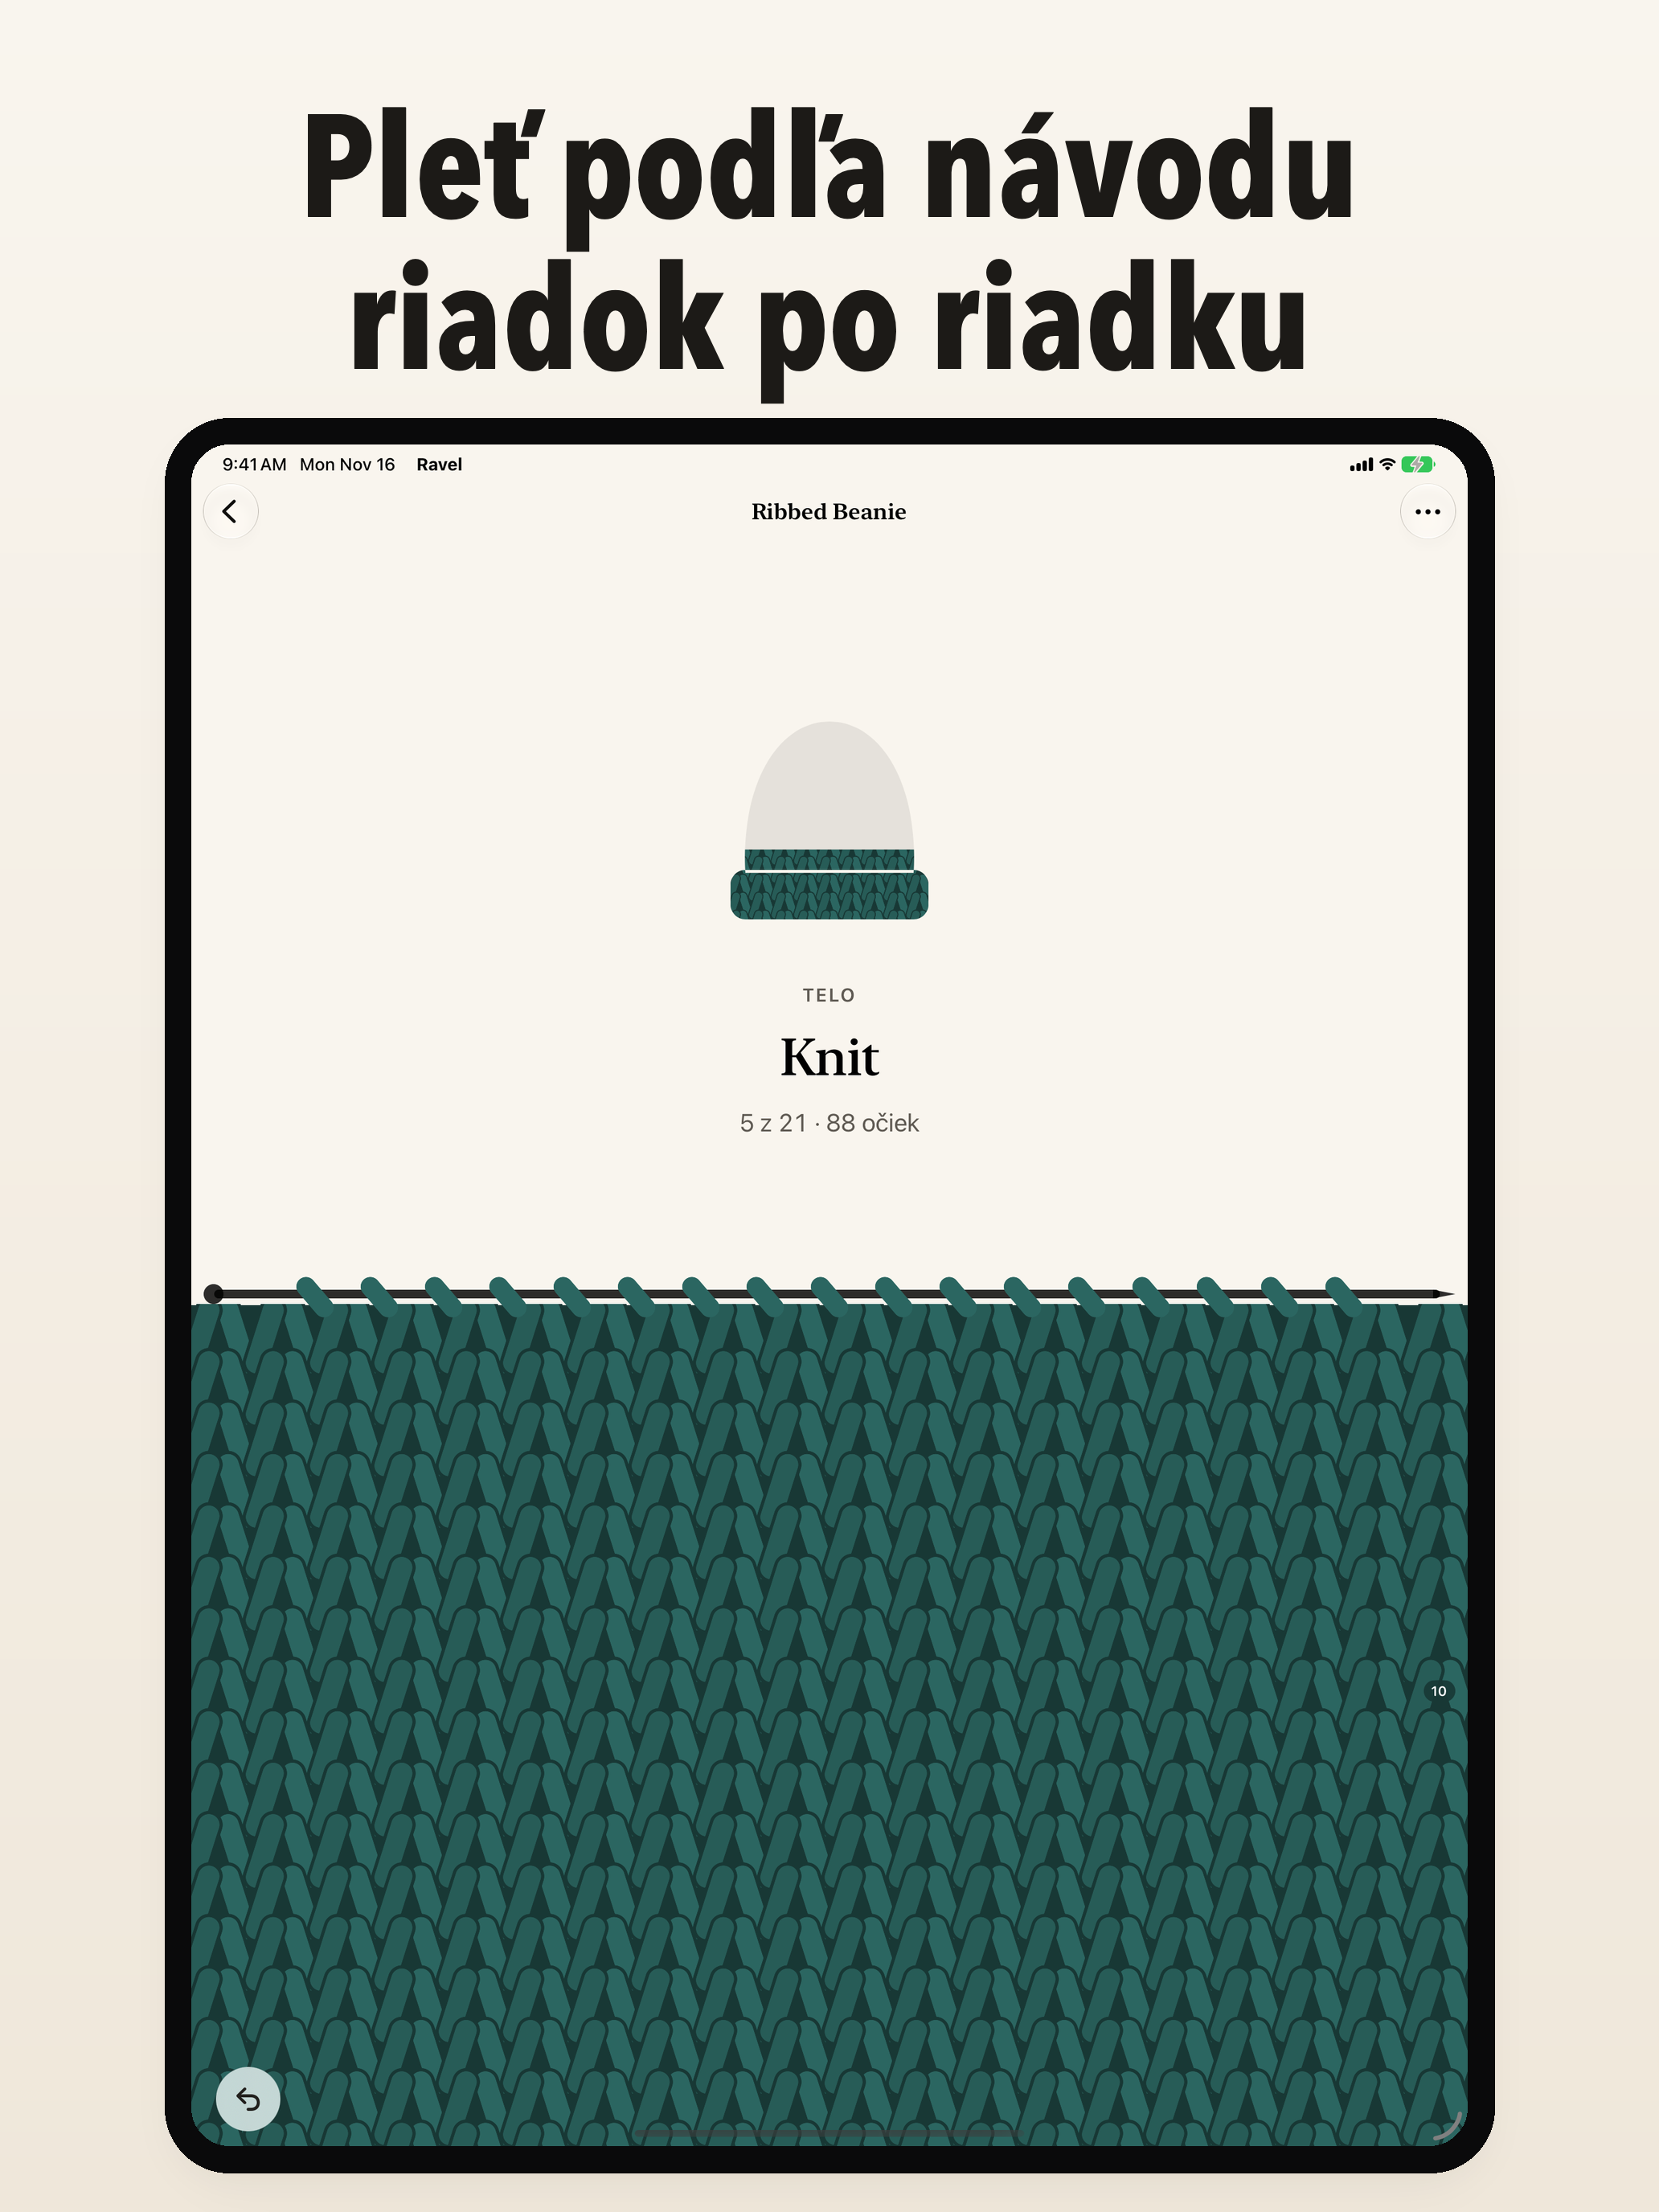 Pleť podľa návodu
riadok po riadku
9:41 AM Mon Nov 16 Ravel
Ribbed Beanie
TELO
Knit
5 z 21 · 88 očiek
10